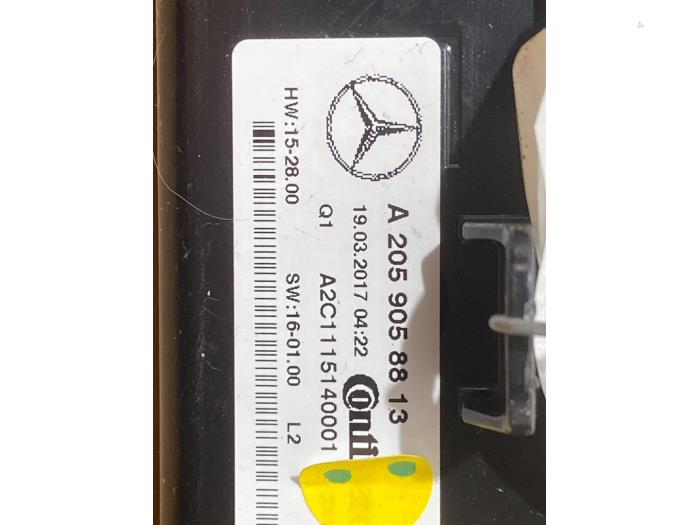 A 205 905 88 13
19.03.2017 04:22 Conti
Q1 A2C1115140001
HW:15-28.00 SW:16-01.00 L2